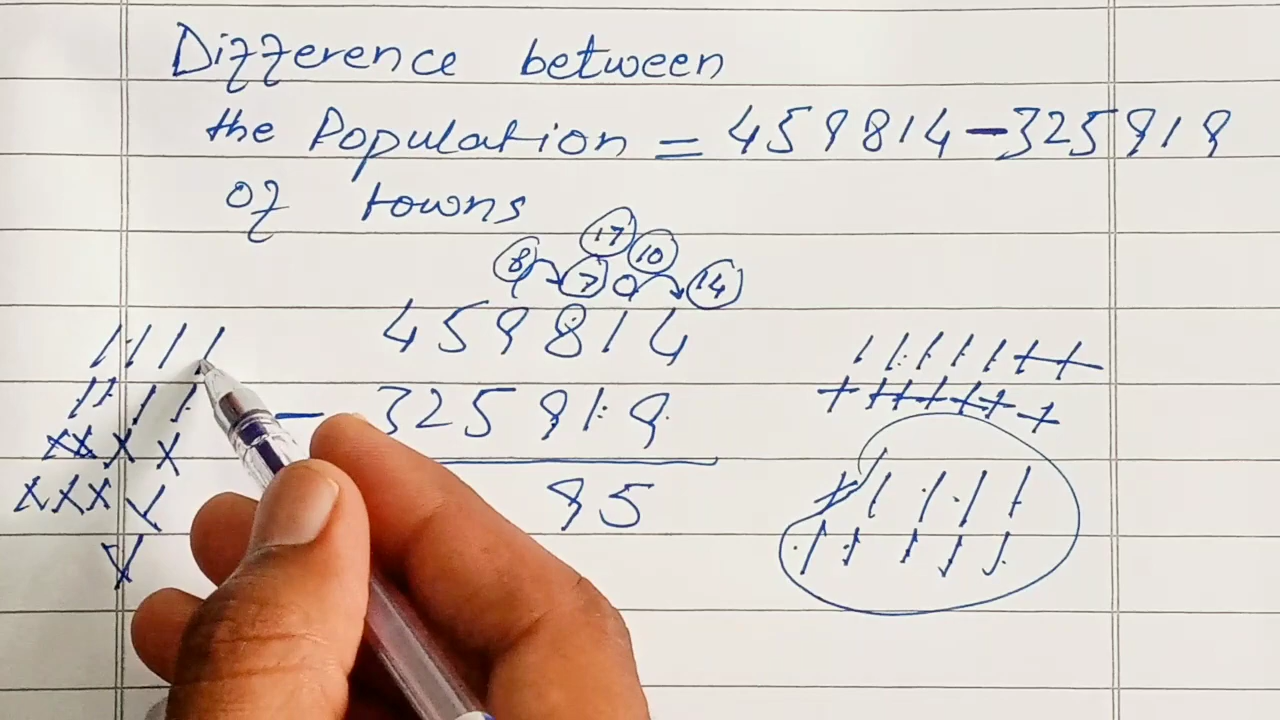 Difference between
the Population = 459814 - 325919
of towns
17 10
8 7 0 14
459814
- 325919
95